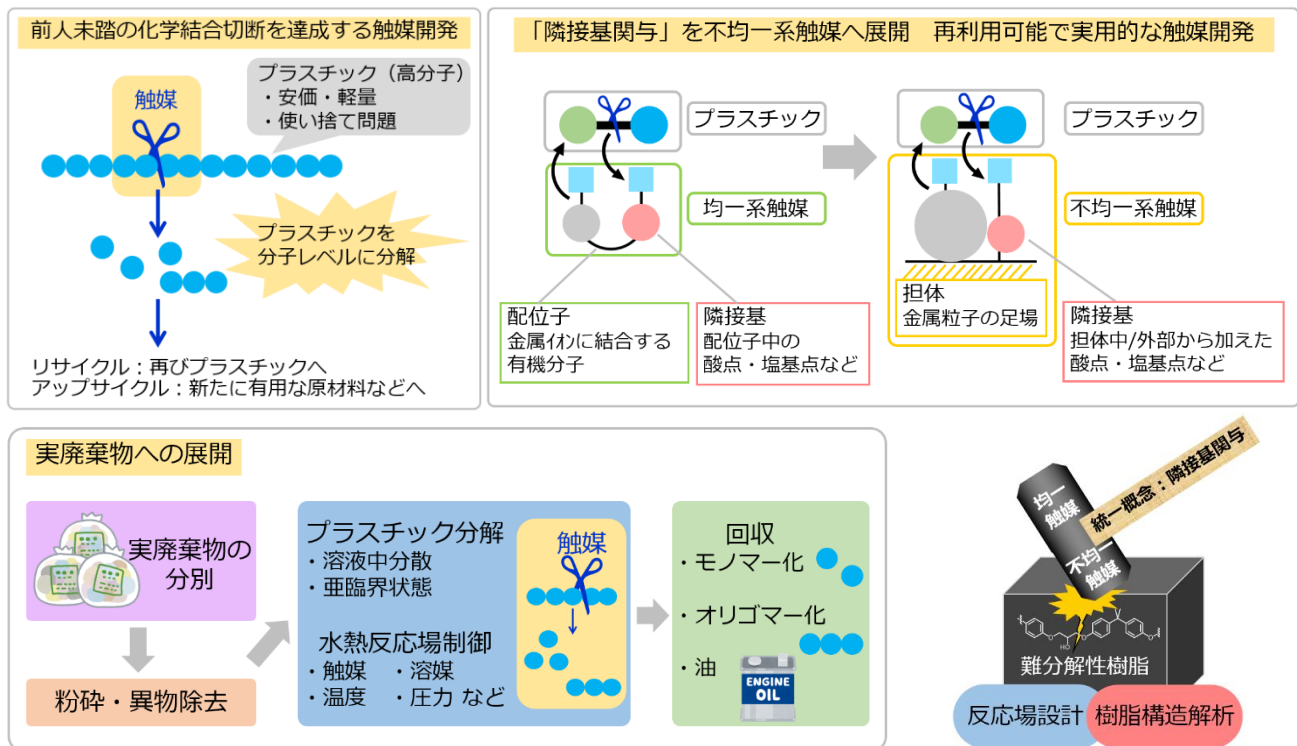 前人未踏の化学結合切断を達成する触媒開発
触媒
プラスチック（高分子）
・安価・軽量
・使い捨て問題
プラスチックを
分子レベルに分解
リサイクル：再びプラスチックへ
アップサイクル：新たに有用な原材料などへ
「隣接基関与」を不均一系触媒へ展開　再利用可能で実用的な触媒開発
プラスチック
均一系触媒
配位子
金属ｲｵﾝに結合する
有機分子
隣接基
配位子中の
酸点・塩基点など
プラスチック
不均一系触媒
担体
金属粒子の足場
隣接基
担体中/外部から加えた
酸点・塩基点など
実廃棄物への展開
実廃棄物の
分別
粉砕・異物除去
プラスチック分解
・溶液中分散
・亜臨界状態
水熱反応場制御
・触媒　・溶媒
・温度　・圧力 など
触媒
回収
・モノマー化
・オリゴマー化
・油
ENGINE
OIL
均一
触媒
不均一
触媒
統一概念：隣接基関与
HO
難分解性樹脂
反応場設計
樹脂構造解析